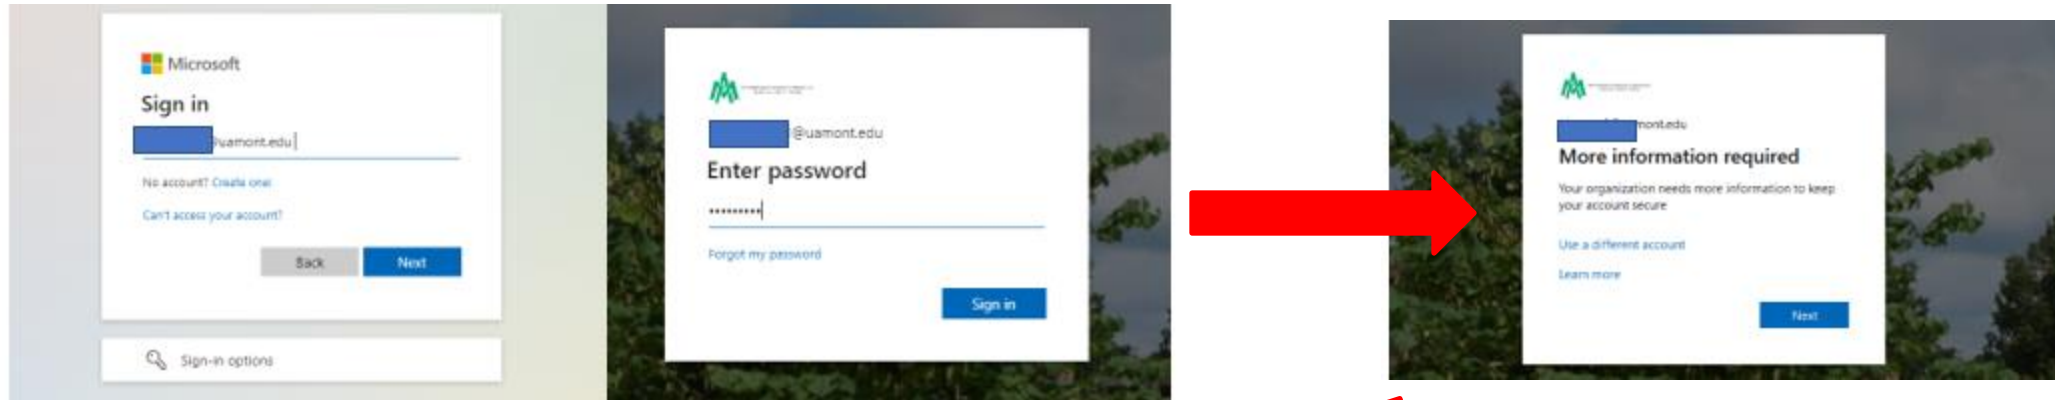 Microsoft
Sign in
uamont.edu
No account? Create one!
Can't access your account?
Back
Next
Sign-in options
@uamont.edu
Enter password
•••••••••
Forgot my password
Sign in
mont.edu
More information required
Your organization needs more information to keep
your account secure
Use a different account
Learn more
Next